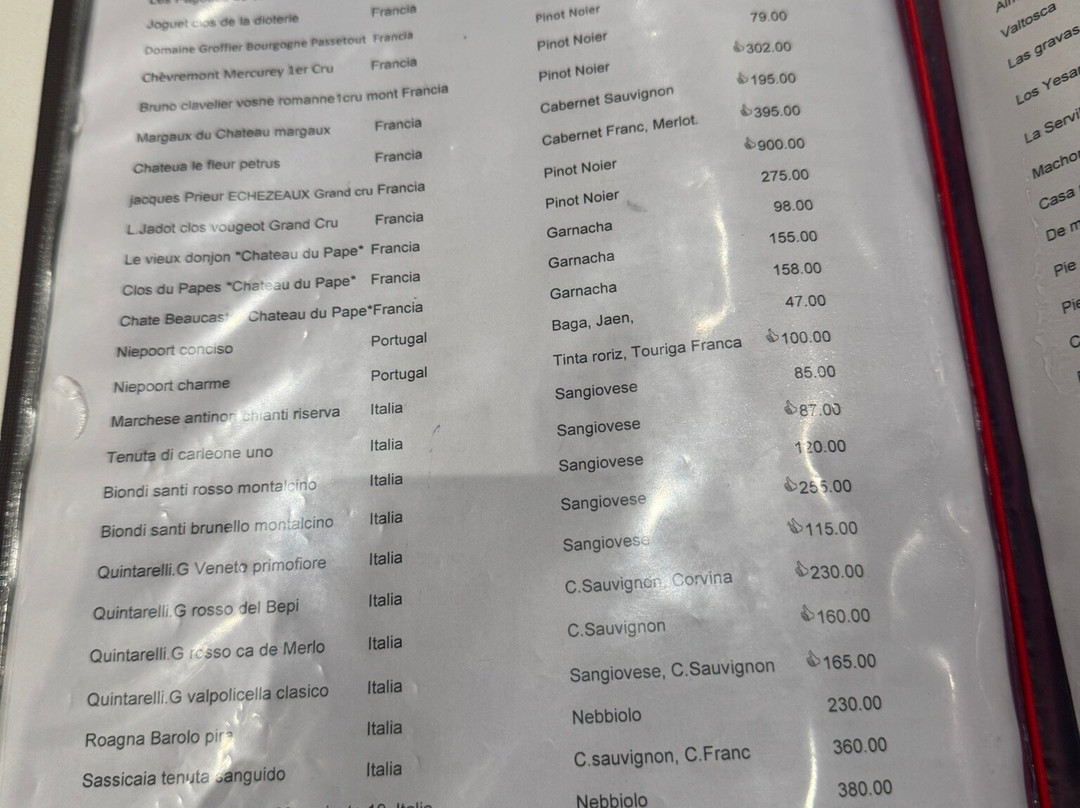 Joguet clos de la dioterie Francia
Domaine Groffier Bourgogne Passetout Francia Pinot Noier
Chèvremont Mercurey 1er Cru Francia Pinot Noier 79.00
Bruno clavelier vosne romanne1cru mont Francia Pinot Noier 302.00
Margaux du Chateau margaux Francia Cabernet Sauvignon 195.00
Chateua le fleur petrus Francia Cabernet Franc, Merlot. 395.00
jacques Prieur ECHEZEAUX Grand cru Francia Pinot Noier 900.00
L.Jadot clos vougeot Grand Cru Francia Pinot Noier 275.00
Le vieux donjon *Chateau du Pape* Francia Garnacha 98.00
Clos du Papes *Chateau du Pape* Francia Garnacha 155.00
Chate Beaucast Chateau du Pape*Francia Garnacha 158.00
Niepoort conciso Portugal Baga, Jaen, 47.00
Niepoort charme Portugal Tinta roriz, Touriga Franca 100.00
Marchese antinori chianti riserva Italia Sangiovese 85.00
Tenuta di carleone uno Italia Sangiovese 87.00
Biondi santi rosso montalcino Italia Sangiovese 120.00
Biondi santi brunello montalcino Italia Sangiovese 255.00
Quintarelli.G Veneto primofiore Italia Sangiovese 115.00
Quintarelli.G rosso del Bepi Italia C.Sauvignon, Corvina 230.00
Quintarelli.G rosso ca de Merlo Italia C.Sauvignon 160.00
Quintarelli.G valpolicella clasico Italia Sangiovese, C.Sauvignon 165.00
Roagna Barolo pira Italia Nebbiolo 230.00
Sassicaia tenuta sanguido Italia C.sauvignon, C.Franc 360.00
Nebbiolo 380.00
Valtosca
Las gravas
Los
La
Casa
De
Pie